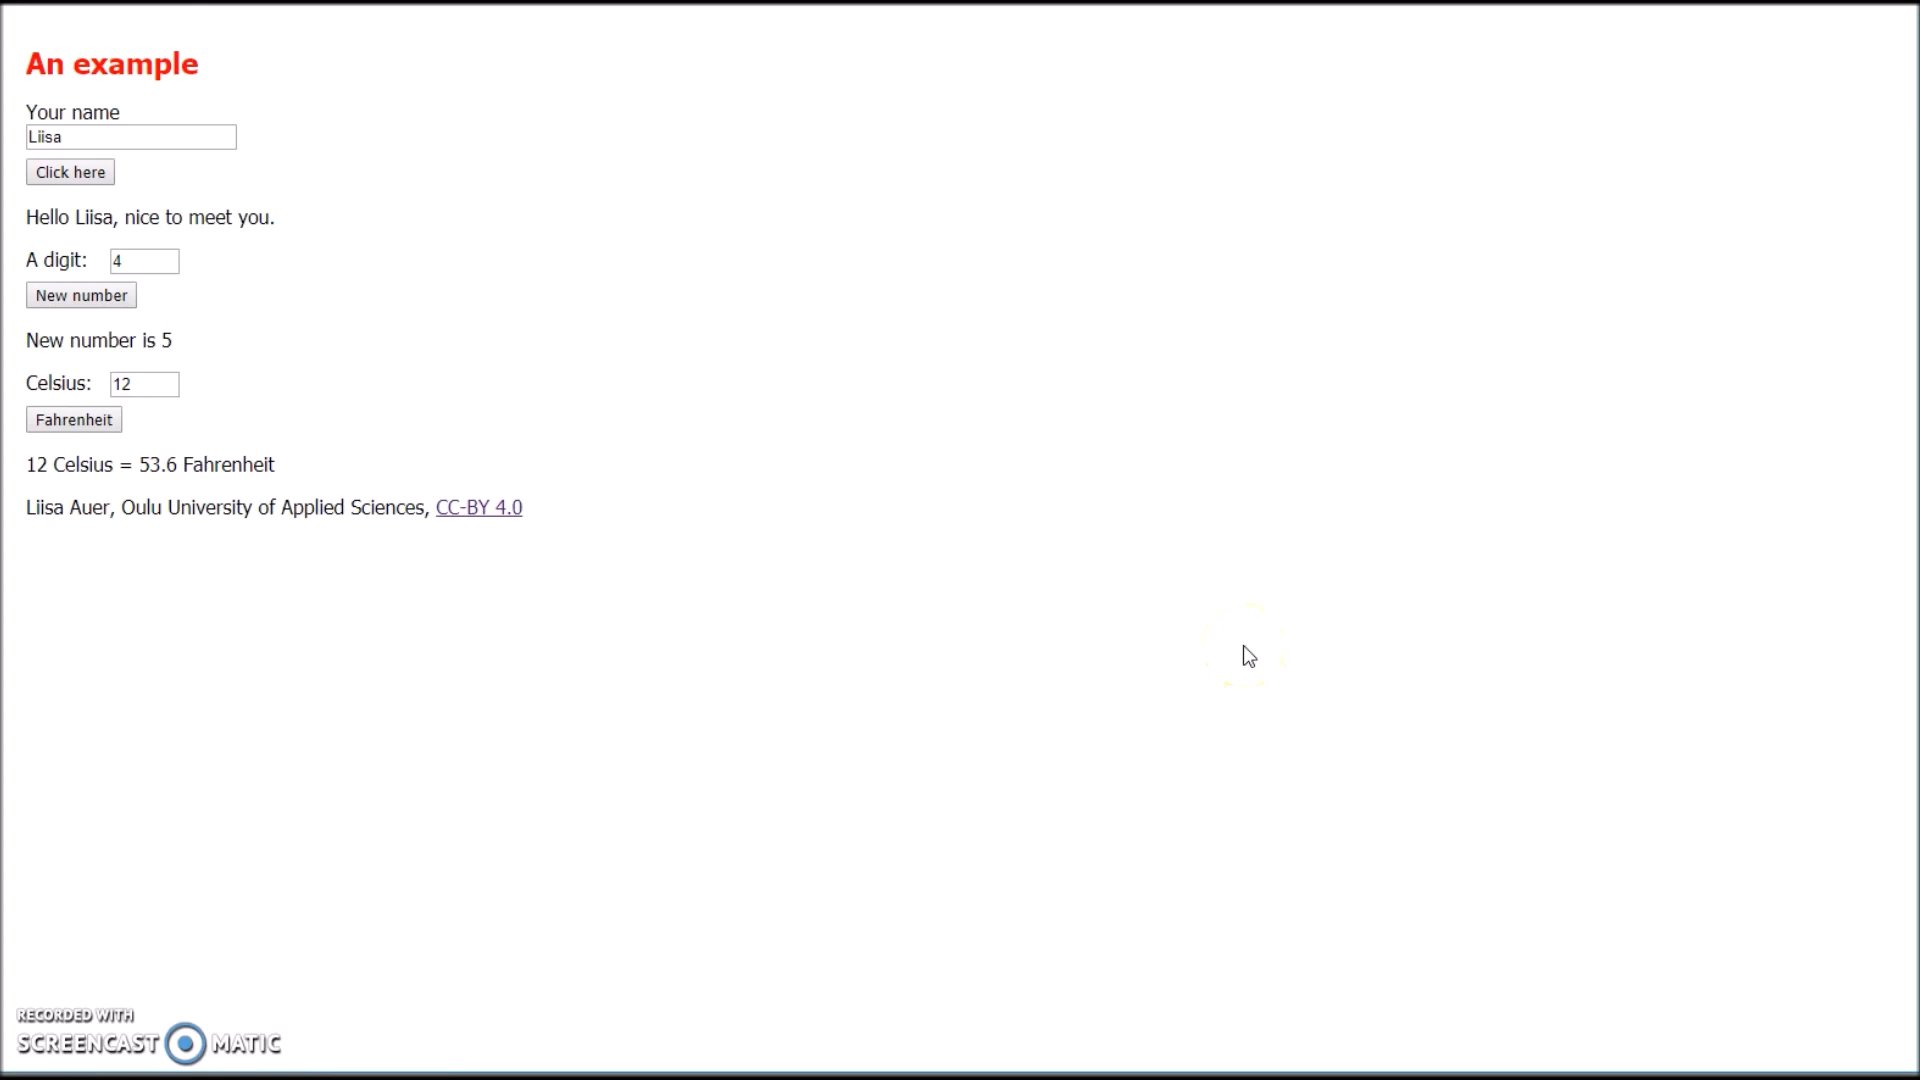 An example
Your name
Liisa
Click here
Hello Liisa, nice to meet you.
A digit: 4
New number
New number is 5
Celsius: 12
Fahrenheit
12 Celsius = 53.6 Fahrenheit
Liisa Auer, Oulu University of Applied Sciences, CC-BY 4.0
RECORDED WITH
SCREENCAST MATIC